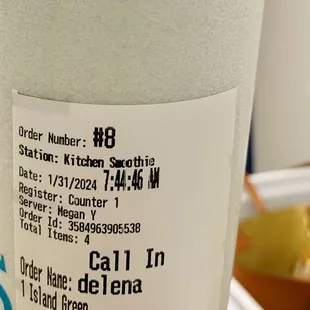 Order Number: #8
Station: Kitchen Smoothie
Date: 1/31/2024 7:44:46 AM
Register: Counter 1
Server: Megan Y
Order Id: 3584963905538
Total Items: 4
Call In
Order Name: delena
1 Island Green